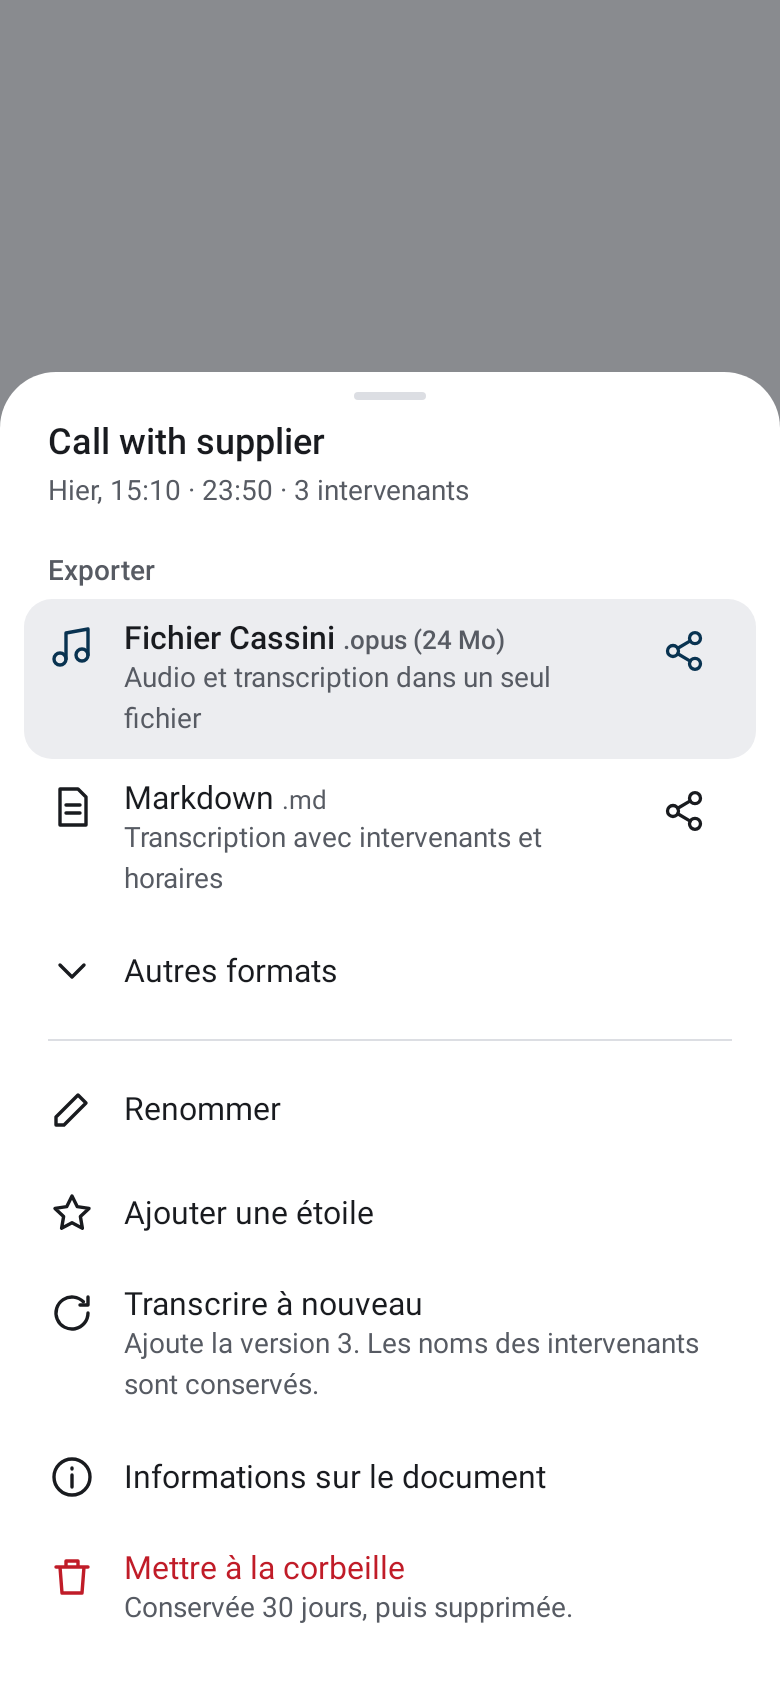 Call with supplier
Hier, 15:10 · 23:50 · 3 intervenants
Exporter
Fichier Cassini .opus (24 Mo)
Audio et transcription dans un seul
fichier
Markdown .md
Transcription avec intervenants et
horaires
Autres formats
Renommer
Ajouter une étoile
Transcrire à nouveau
Ajoute la version 3. Les noms des intervenants
sont conservés.
Informations sur le document
Mettre à la corbeille
Conservée 30 jours, puis supprimée.